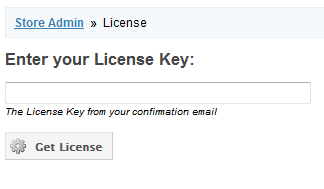 Store Admin » License
Enter your License Key:
The License Key from your confirmation email
Get License